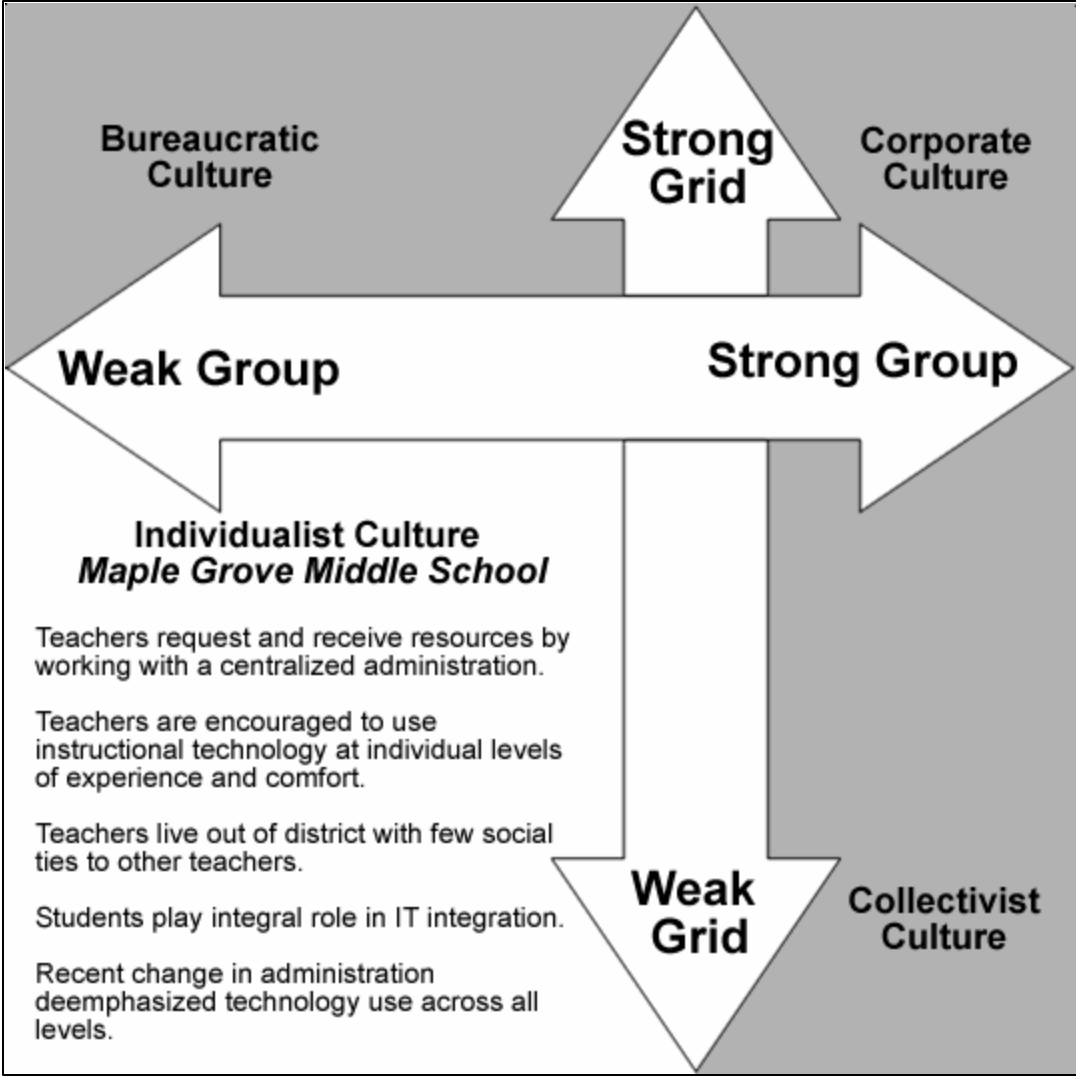 Bureaucratic
Culture
Strong
Grid
Corporate
Culture
Weak Group
Strong Group
Individualist Culture
Maple Grove Middle School
Teachers request and receive resources by
working with a centralized administration.
Teachers are encouraged to use
instructional technology at individual levels
of experience and comfort.
Teachers live out of district with few social
ties to other teachers.
Students play integral role in IT integration.
Recent change in administration
deemphasized technology use across all
levels.
Weak
Grid
Collectivist
Culture